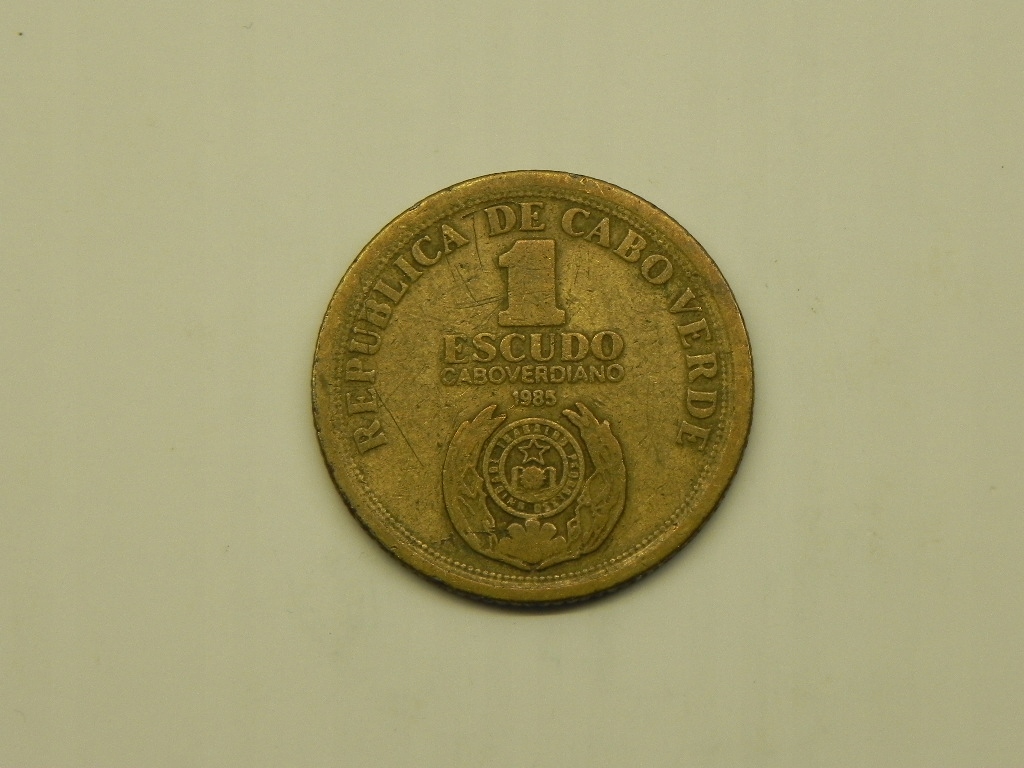 REPUBLICA DE CABO VERDE
1
ESCUDO
CABOVERDIANO
1985